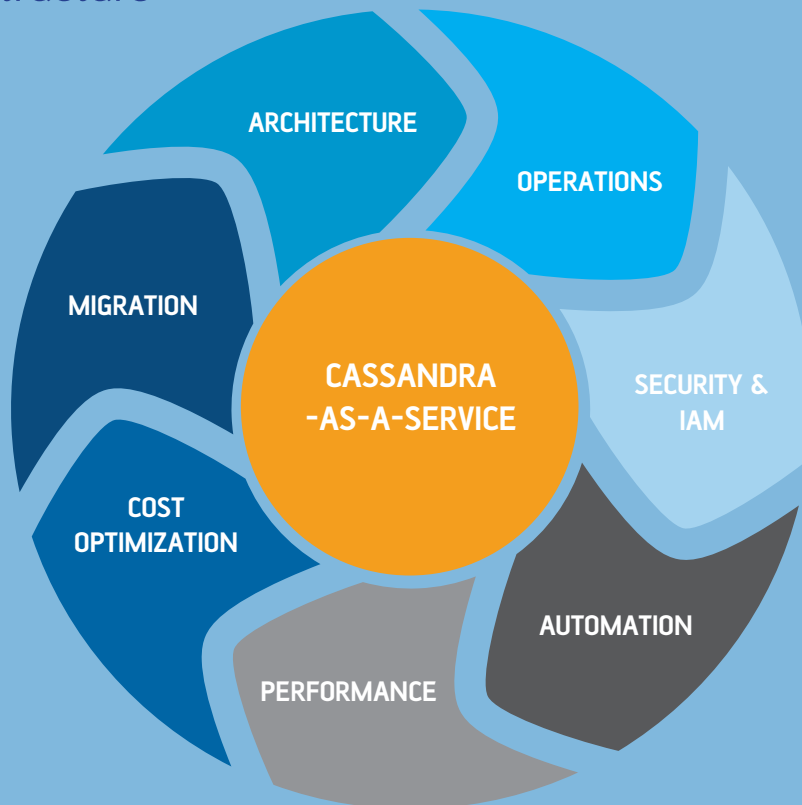 ARCHITECTURE
OPERATIONS
MIGRATION
CASSANDRA
-AS-A-SERVICE
SECURITY &
IAM
COST
OPTIMIZATION
AUTOMATION
PERFORMANCE